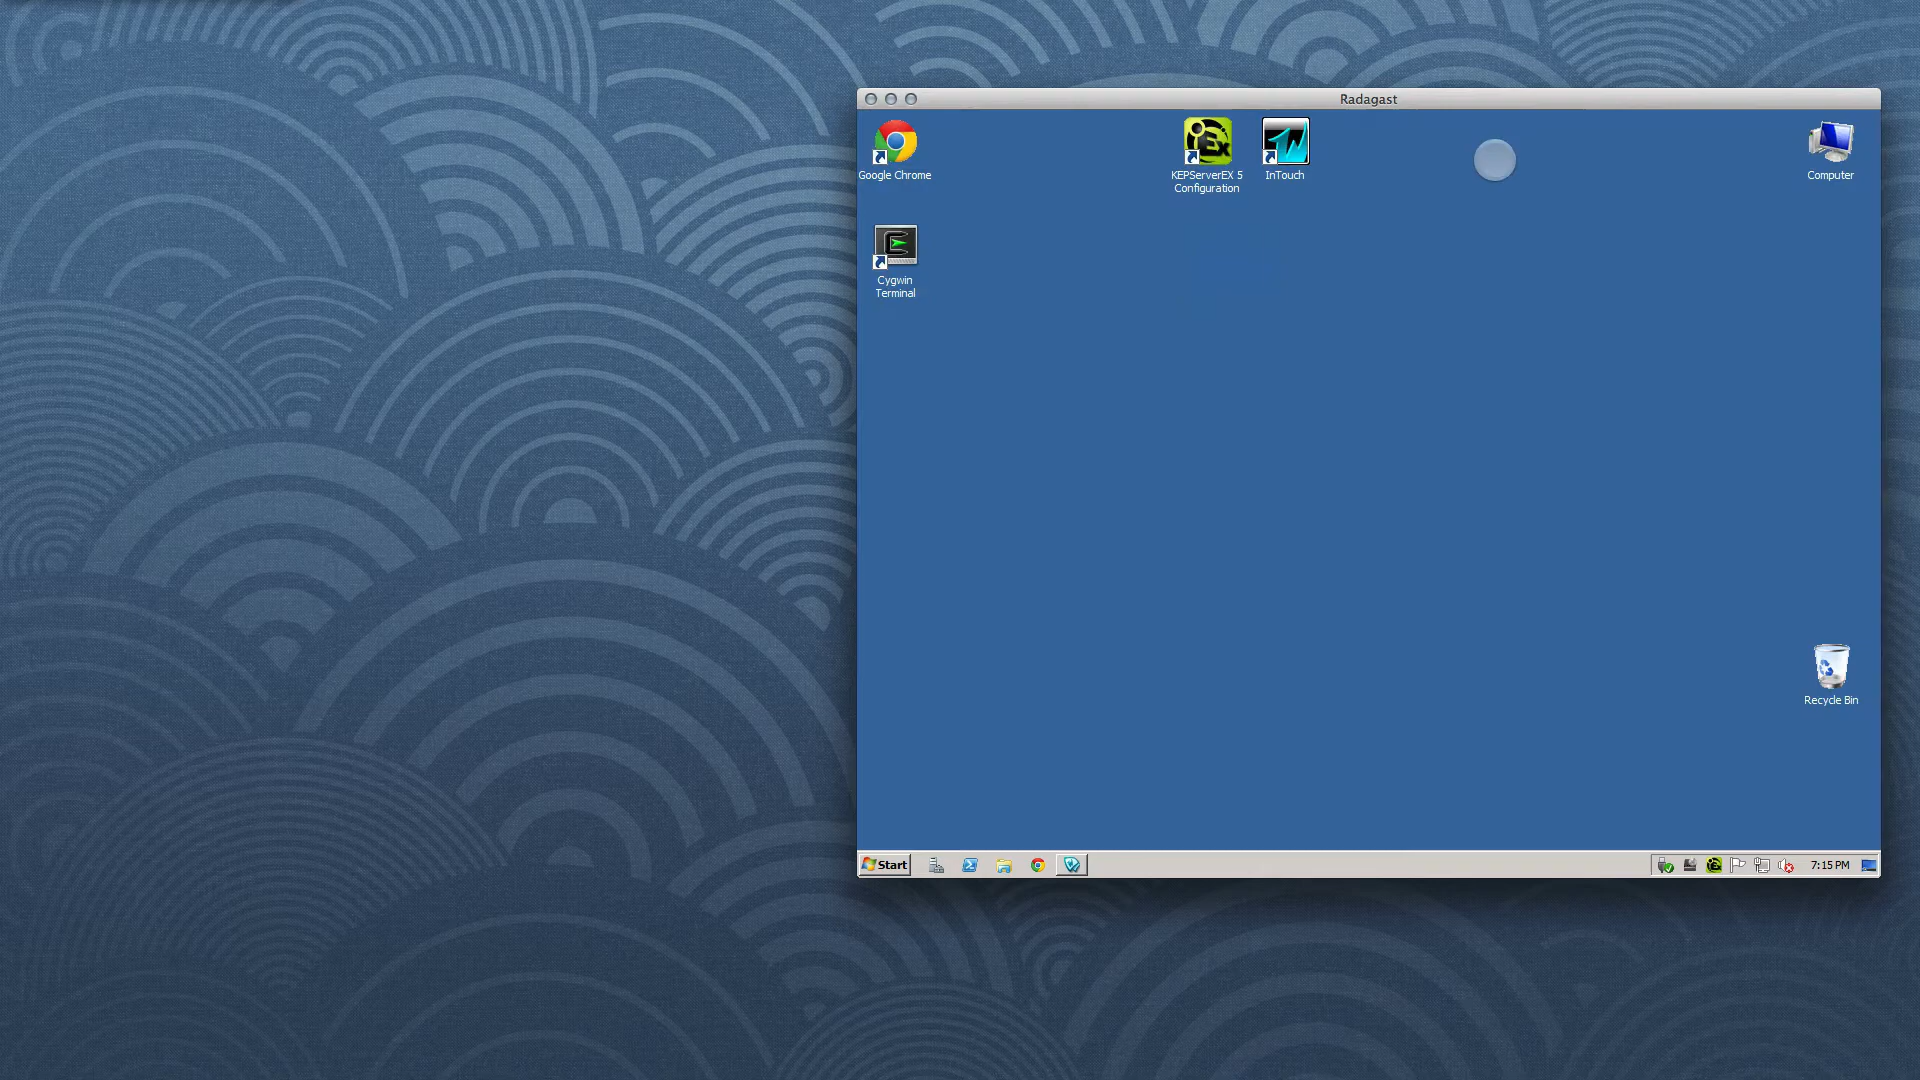 Radagast
Google Chrome
KEPServerEX 5
Configuration
InTouch
Computer
Cygwin
Terminal
Recycle Bin
Start
7:15 PM